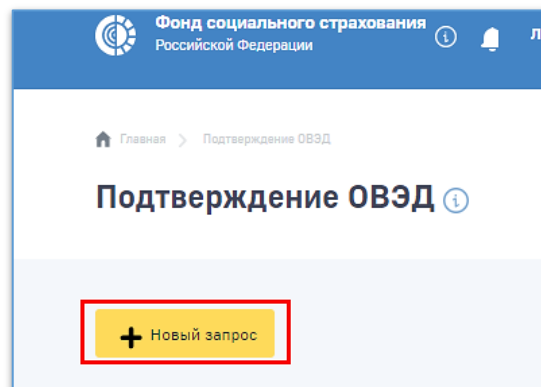 Фонд социального страхования
Российской Федерации
Л
Главная > Подтверждение ОВЭД
Подтверждение ОВЭД
Новый запрос